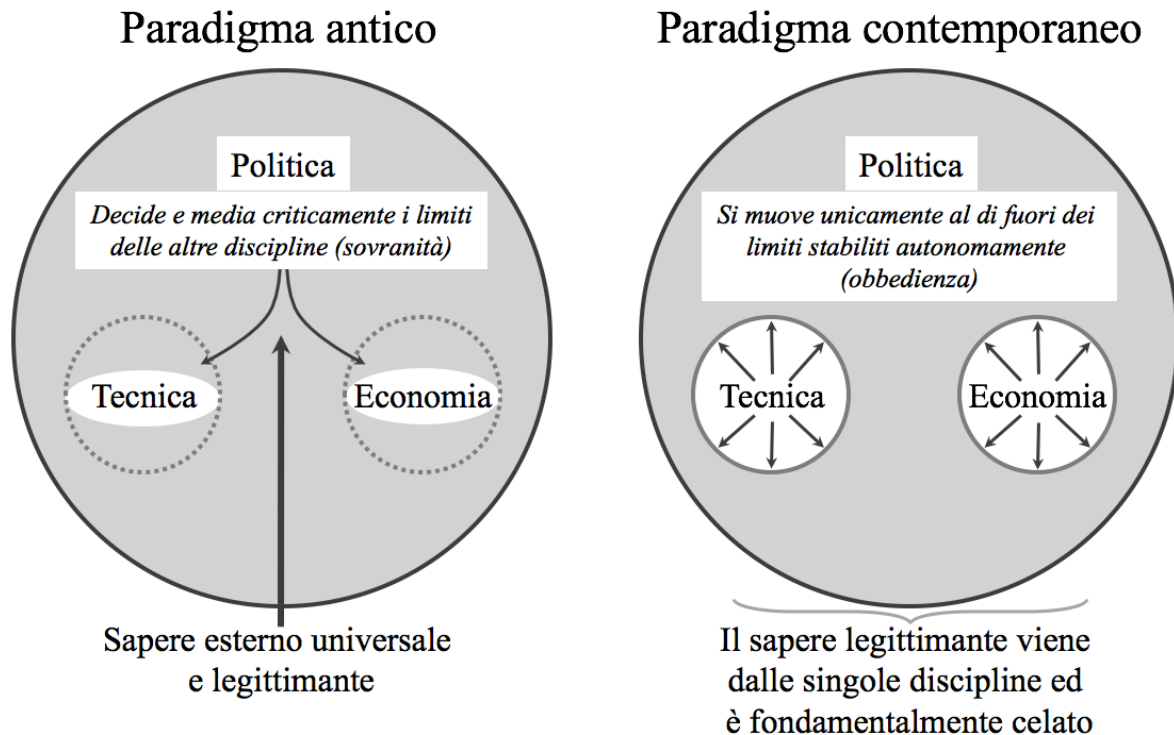 Paradigma antico
Politica
Decide e media criticamente i limiti
delle altre discipline (sovranità)
Tecnica
Economia
Sapere esterno universale
e legittimante
Paradigma contemporaneo
Politica
Si muove unicamente al di fuori dei
limiti stabiliti autonomamente
(obbedienza)
Tecnica
Economia
Il sapere legittimante viene
dalle singole discipline ed
è fondamentalmente celato